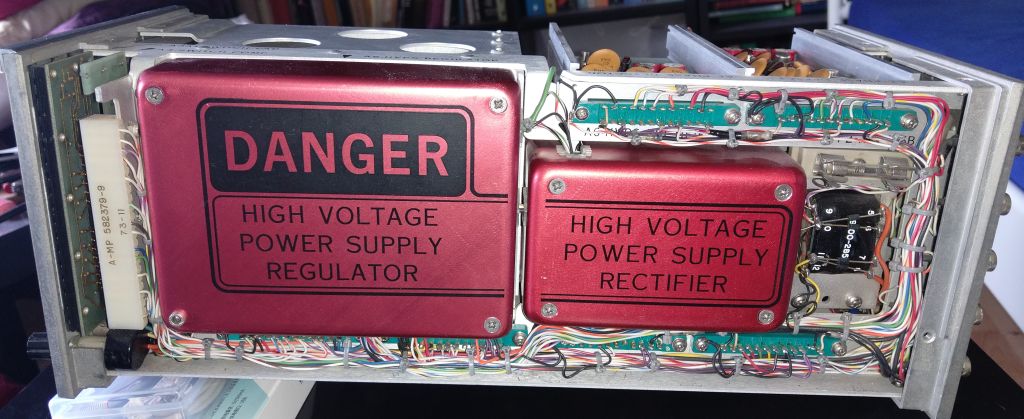 DANGER
HIGH VOLTAGE
POWER SUPPLY
REGULATOR
HIGH VOLTAGE
POWER SUPPLY
RECTIFIER
A-MP 582379-9
73-11